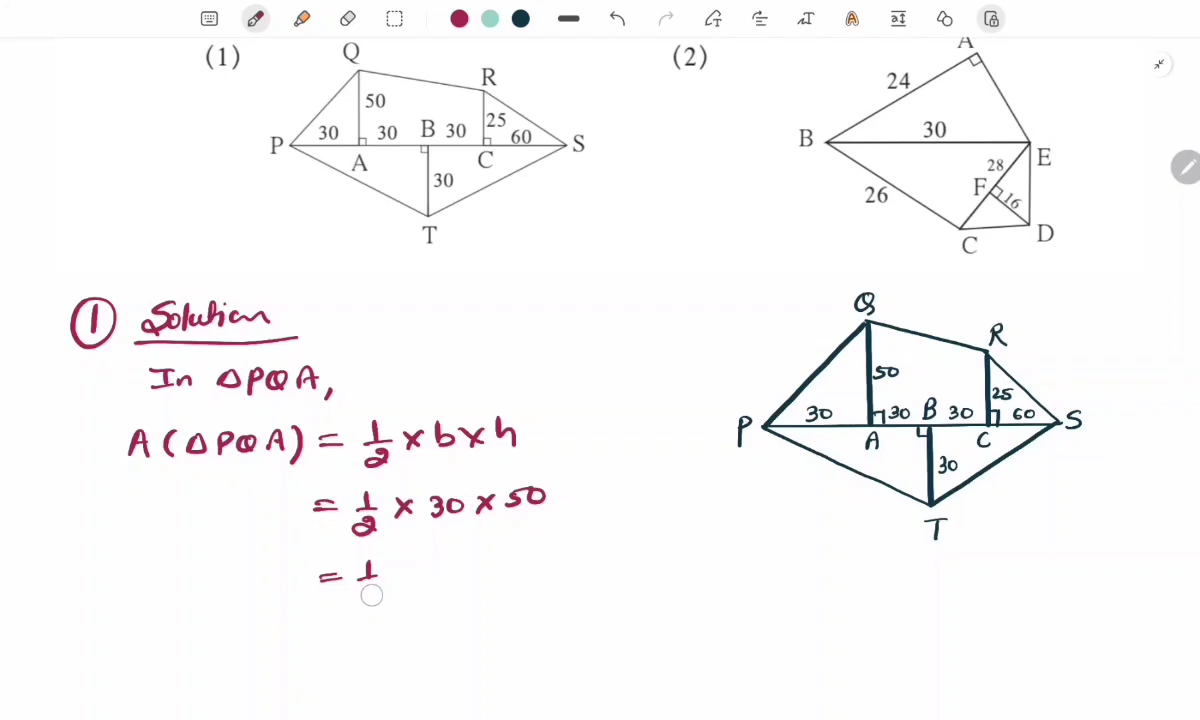 (1)
Q
R
50
25
P
30
30
B
30
60
S
A
C
30
T
(2)
A
24
B
30
E
28
F
16
26
C
D
① Solution
In △PQA,
A(△PQA) = 1/2 × b × h
= 1/2 × 30 × 50
= 1
Q
R
50
25
P
30
30
B
30
60
S
A
C
30
T